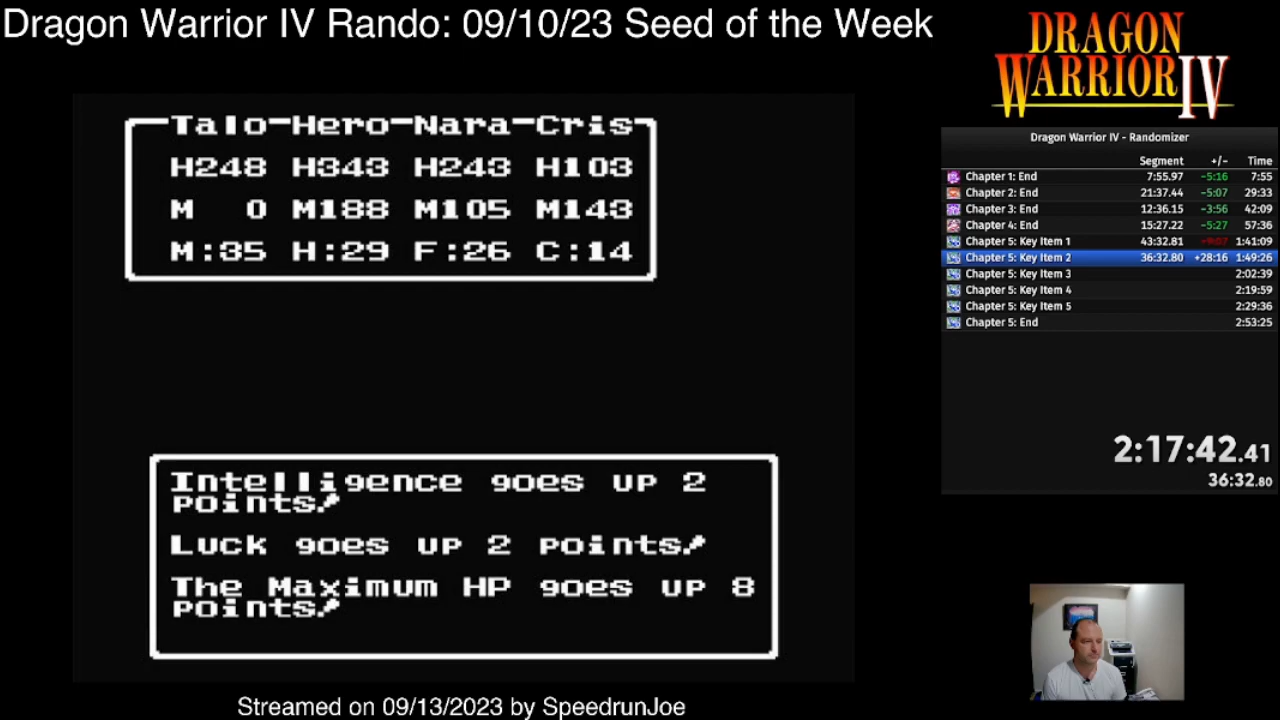 Dragon Warrior IV Rando: 09/10/23 Seed of the Week
DRAGON
WARRIOR IV
Talo Hero Nara Cris
H248 H343 H243 H103
M 0 M188 M105 M143
M:35 H:29 F:26 C:14
Intelligence goes up 2
points!
Luck goes up 2 points!
The Maximum HP goes up 8
points!
Dragon Warrior IV - Randomizer
Segment +/- Time
Chapter 1: End 7:55.97 −5:16 7:55
Chapter 2: End 21:37.44 −5:07 29:33
Chapter 3: End 12:36.15 −3:56 42:09
Chapter 4: End 15:27.22 −5:27 57:36
Chapter 5: Key Item 1 43:32.81 +9:07 1:41:09
Chapter 5: Key Item 2 36:32.80 +28:16 1:49:26
Chapter 5: Key Item 3 2:02:39
Chapter 5: Key Item 4 2:19:59
Chapter 5: Key Item 5 2:29:36
Chapter 5: End 2:53:25
2:17:42.41
36:32.80
Streamed on 09/13/2023 by SpeedrunJoe